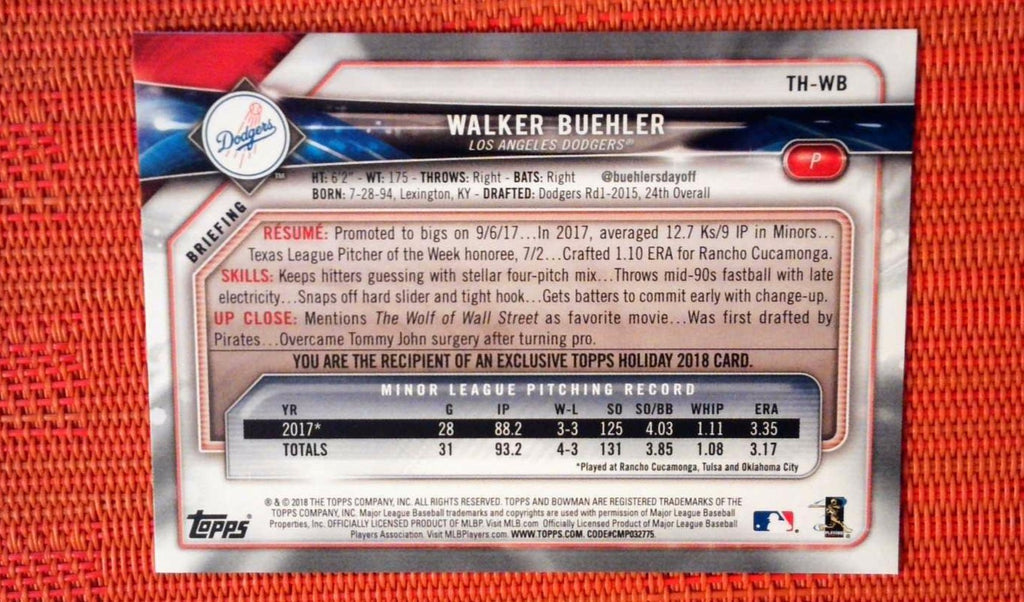 TH-WB
Dodgers
WALKER BUEHLER
LOS ANGELES DODGERS®
P
HT: 6'2" - WT: 175 - THROWS: Right - BATS: Right @buehlersdayoff
BORN: 7-28-94, Lexington, KY - DRAFTED: Dodgers Rd1-2015, 24th Overall
BRIEFING
RÉSUMÉ: Promoted to bigs on 9/6/17...In 2017, averaged 12.7 Ks/9 IP in Minors...
Texas League Pitcher of the Week honoree, 7/2...Crafted 1.10 ERA for Rancho Cucamonga.
SKILLS: Keeps hitters guessing with stellar four-pitch mix...Throws mid-90s fastball with late
electricity...Snaps off hard slider and tight hook...Gets batters to commit early with change-up.
UP CLOSE: Mentions The Wolf of Wall Street as favorite movie...Was first drafted by
Pirates...Overcame Tommy John surgery after turning pro.
YOU ARE THE RECIPIENT OF AN EXCLUSIVE TOPPS HOLIDAY 2018 CARD.
MINOR LEAGUE PITCHING RECORD
YR G IP W-L SO SO/BB WHIP ERA
2017* 28 88.2 3-3 125 4.03 1.11 3.35
TOTALS 31 93.2 4-3 131 3.85 1.08 3.17
*Played at Rancho Cucamonga, Tulsa and Oklahoma City
® & © 2018 THE TOPPS COMPANY, INC. ALL RIGHTS RESERVED. TOPPS AND BOWMAN ARE REGISTERED TRADEMARKS OF THE
TOPPS COMPANY, INC. Major League Baseball trademarks and copyrights are used with permission of Major League Baseball
Properties, Inc. OFFICIALLY LICENSED PRODUCT OF MLBP. Visit MLB.com Officially Licensed Product of Major League Baseball
Players Association. Visit MLBPlayers.com. WWW.TOPPS.COM. CODE#CMP032775.
topps®